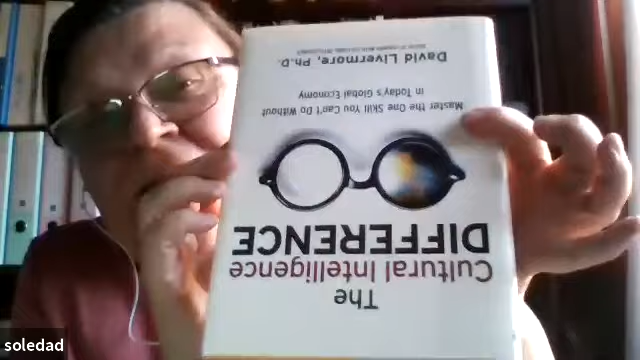 The
Cultural Intelligence
DIFFERENCE
Master the One Skill You Can't Do Without
in Today's Global Economy
David Livermore, Ph.D.
soledad